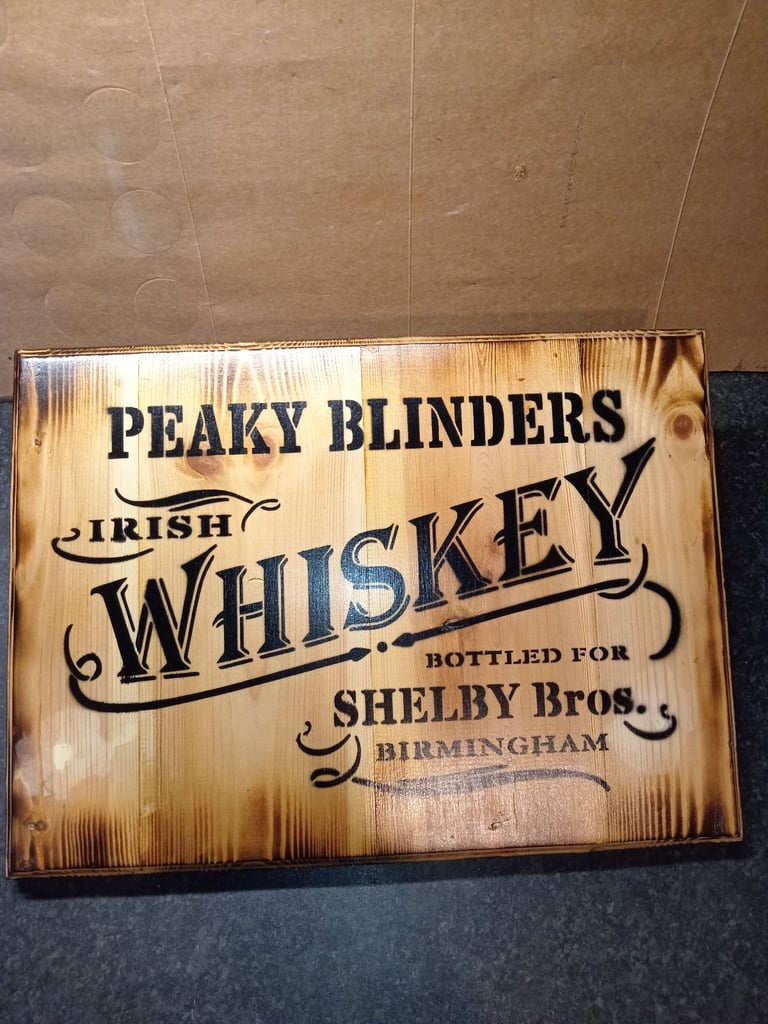 PEAKY BLINDERS
IRISH
WHISKEY
BOTTLED FOR
SHELBY Bros.
BIRMINGHAM